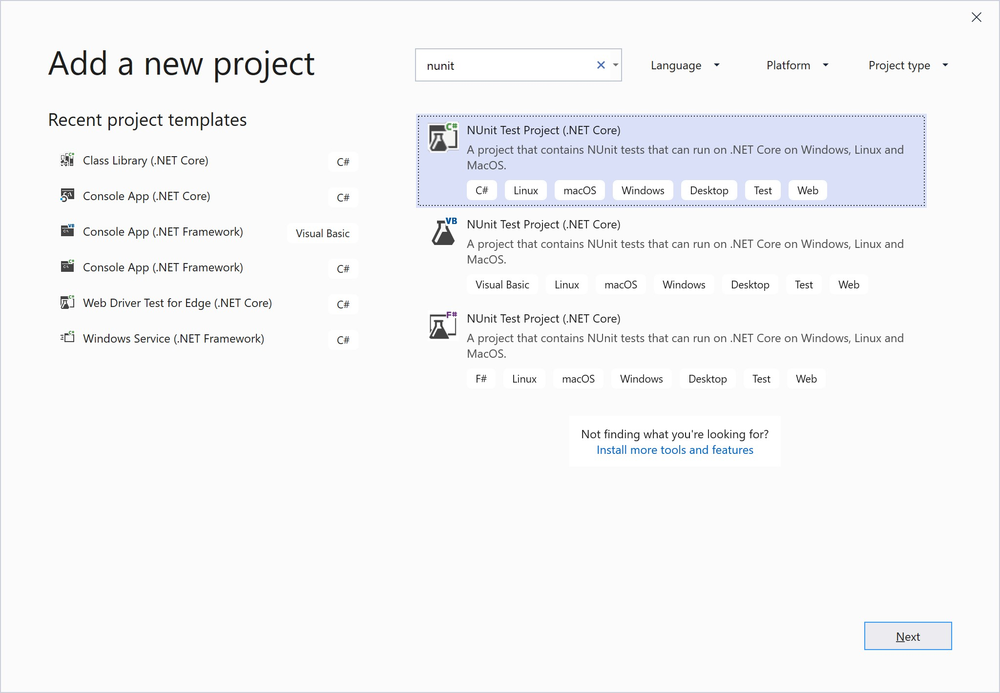 Add a new project
nunit
Language
Platform
Project type
Recent project templates
Class Library (.NET Core)
C#
Console App (.NET Core)
C#
Console App (.NET Framework)
Visual Basic
Console App (.NET Framework)
C#
Web Driver Test for Edge (.NET Core)
C#
Windows Service (.NET Framework)
C#
C#
NUnit Test Project (.NET Core)
A project that contains NUnit tests that can run on .NET Core on Windows, Linux and
MacOS.
C# Linux macOS Windows Desktop Test Web
VB
NUnit Test Project (.NET Core)
A project that contains NUnit tests that can run on .NET Core on Windows, Linux and
MacOS.
Visual Basic Linux macOS Windows Desktop Test Web
F#
NUnit Test Project (.NET Core)
A project that contains NUnit tests that can run on .NET Core on Windows, Linux and
MacOS.
F# Linux macOS Windows Desktop Test Web
Not finding what you're looking for?
Install more tools and features
Next